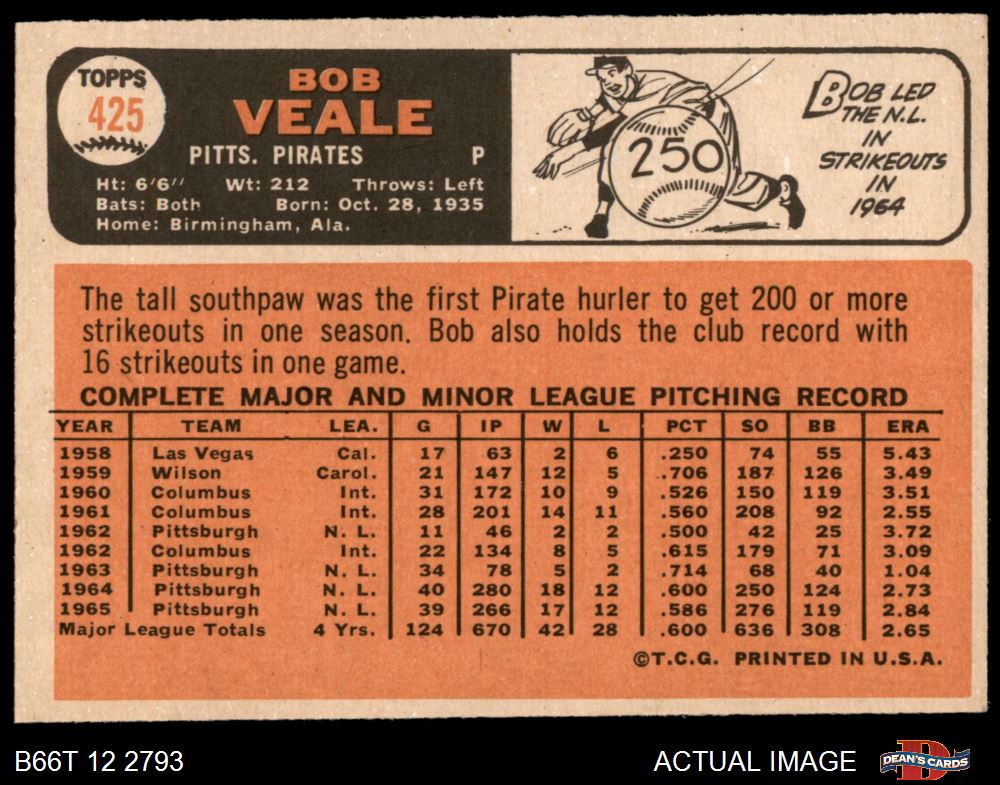 TOPPS
425
BOB
VEALE
PITTS. PIRATES P
Ht: 6'6" Wt: 212 Throws: Left
Bats: Both Born: Oct. 28, 1935
Home: Birmingham, Ala.
250
BOB LED
THE N.L.
IN
STRIKEOUTS
IN
1964
The tall southpaw was the first Pirate hurler to get 200 or more
strikeouts in one season. Bob also holds the club record with
16 strikeouts in one game.
COMPLETE MAJOR AND MINOR LEAGUE PITCHING RECORD
YEAR TEAM LEA. G IP W L PCT SO BB ERA
1958 Las Vegas Cal. 17 63 2 6 .250 74 55 5.43
1959 Wilson Carol. 21 147 12 5 .706 187 126 3.49
1960 Columbus Int. 31 172 10 9 .526 150 119 3.51
1961 Columbus Int. 28 201 14 11 .560 208 92 2.55
1962 Pittsburgh N. L. 11 46 2 2 .500 42 25 3.72
1962 Columbus Int. 22 134 8 5 .615 179 71 3.09
1963 Pittsburgh N. L. 34 78 5 2 .714 68 40 1.04
1964 Pittsburgh N. L. 40 280 18 12 .600 250 124 2.73
1965 Pittsburgh N. L. 39 266 17 12 .586 276 119 2.84
Major League Totals 4 Yrs. 124 670 42 28 .600 636 308 2.65
©T.C.G. PRINTED IN U.S.A.
B66T 12 2793
ACTUAL IMAGE
D
DEAN'S CARDS